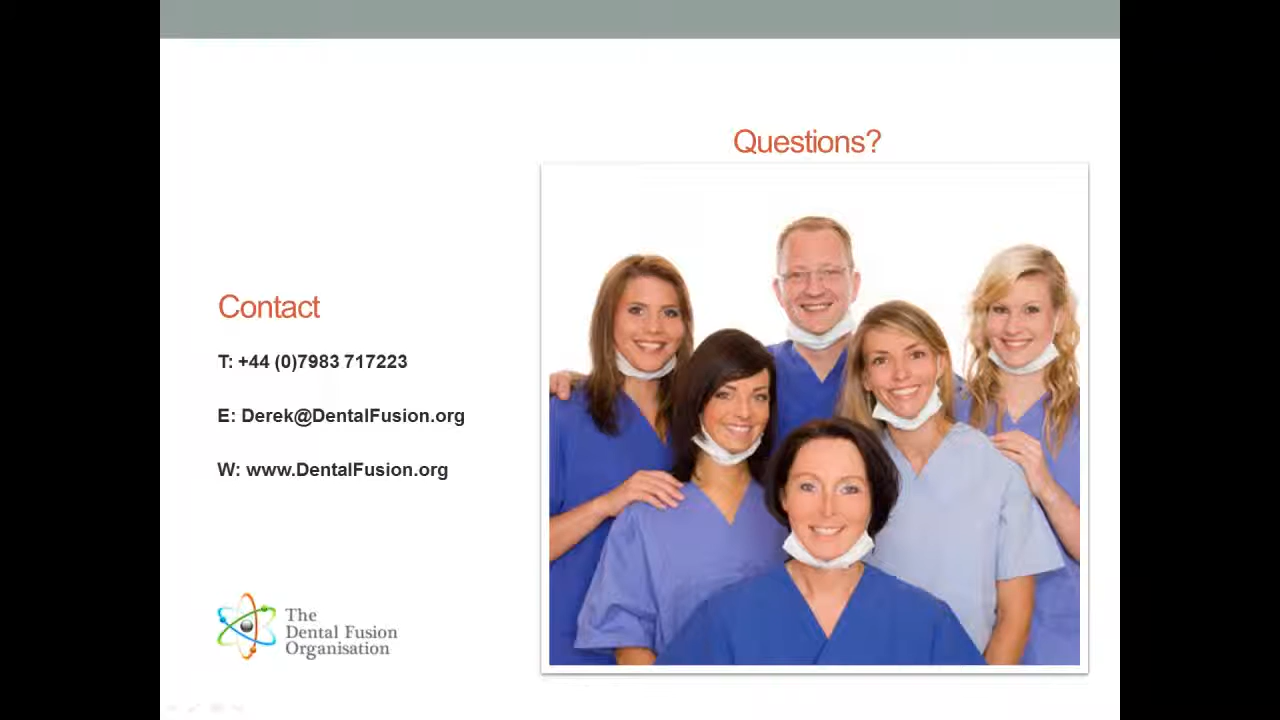 Questions?
Contact
T: +44 (0)7983 717223
E: Derek@DentalFusion.org
W: www.DentalFusion.org
The
Dental Fusion
Organisation